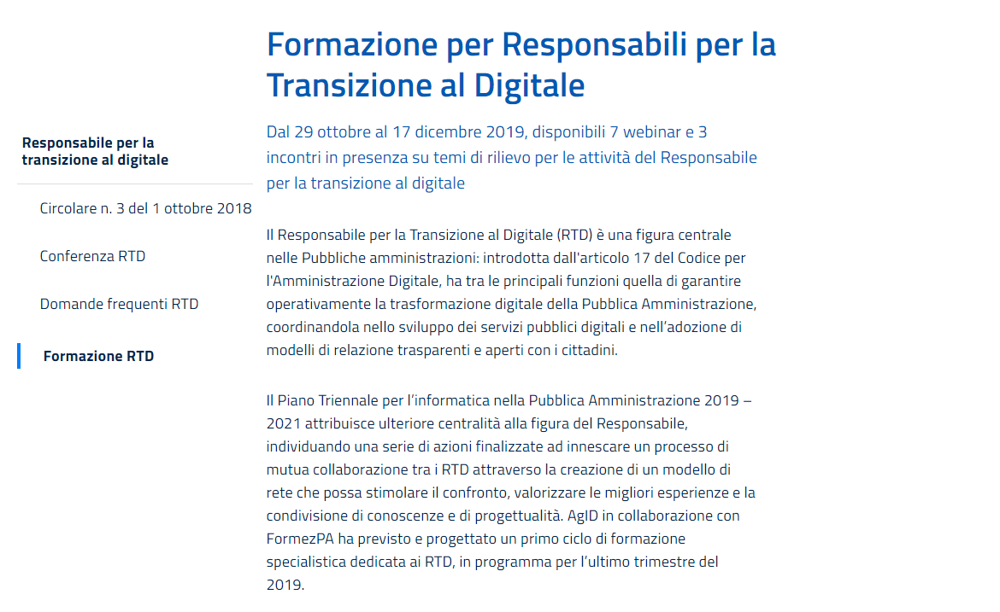 Formazione per Responsabili per la
Transizione al Digitale
Dal 29 ottobre al 17 dicembre 2019, disponibili 7 webinar e 3
incontri in presenza su temi di rilievo per le attività del Responsabile
per la transizione al digitale
Responsabile per la
transizione al digitale
Circolare n. 3 del 1 ottobre 2018
Conferenza RTD
Domande frequenti RTD
Formazione RTD
Il Responsabile per la Transizione al Digitale (RTD) è una figura centrale
nelle Pubbliche amministrazioni: introdotta dall'articolo 17 del Codice per
l'Amministrazione Digitale, ha tra le principali funzioni quella di garantire
operativamente la trasformazione digitale della Pubblica Amministrazione,
coordinandola nello sviluppo dei servizi pubblici digitali e nell’adozione di
modelli di relazione trasparenti e aperti con i cittadini.
Il Piano Triennale per l’informatica nella Pubblica Amministrazione 2019 –
2021 attribuisce ulteriore centralità alla figura del Responsabile,
individuando una serie di azioni finalizzate ad innescare un processo di
mutua collaborazione tra i RTD attraverso la creazione di un modello di
rete che possa stimolare il confronto, valorizzare le migliori esperienze e la
condivisione di conoscenze e di progettualità. AgID in collaborazione con
FormezPA ha previsto e progettato un primo ciclo di formazione
specialistica dedicata ai RTD, in programma per l’ultimo trimestre del
2019.